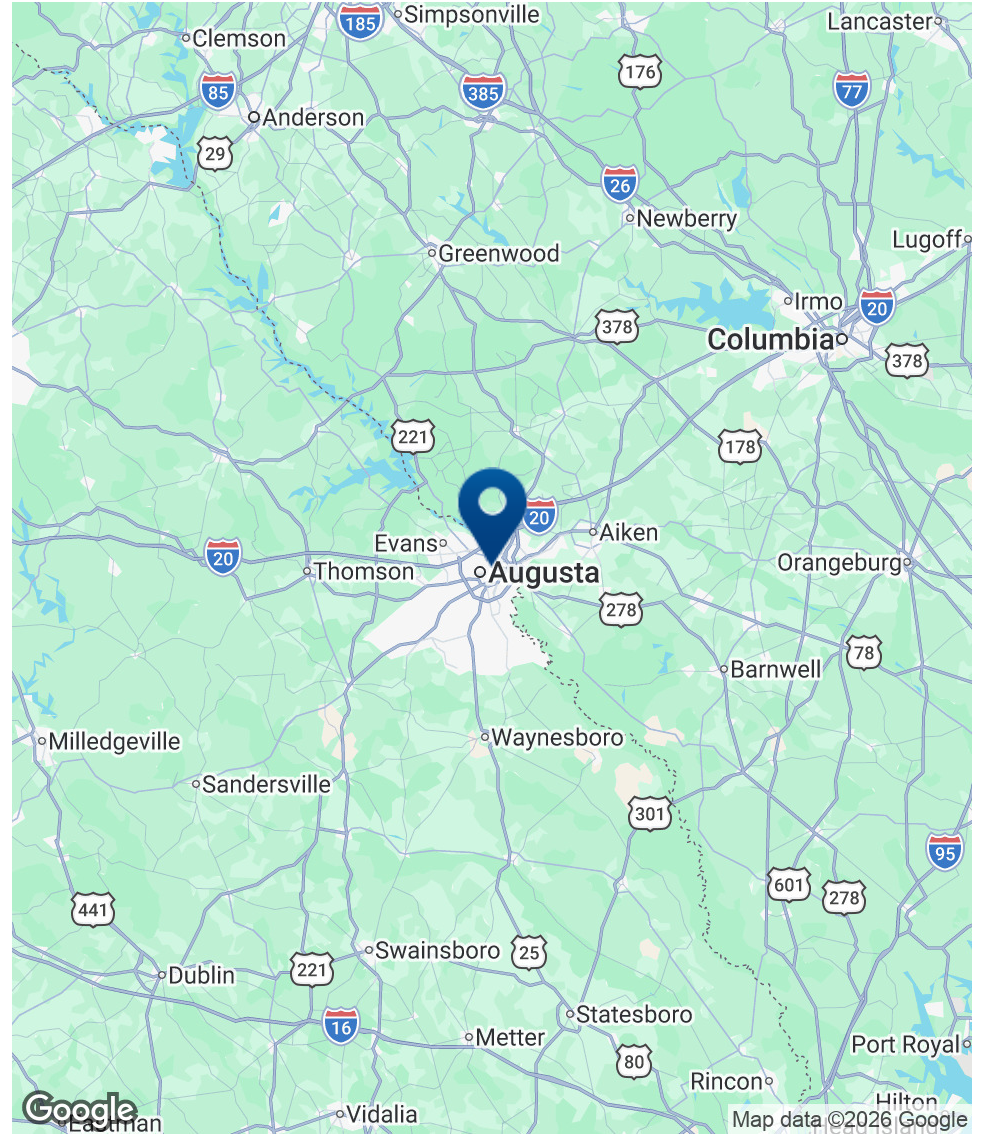 Simpsonville
185
Lancaster
Clemson
176
85
385
77
Anderson
29
26
Newberry
Lugoff
Greenwood
Irmo
20
378
Columbia
378
221
178
20
Aiken
Evans
20
Thomson
Augusta
Orangeburg
278
78
Barnwell
Waynesboro
Milledgeville
Sandersville
301
95
601
278
441
Swainsboro
25
221
Dublin
Statesboro
16
Metter
Port Royal
80
Rincon
Hilton
Head Island
Google
Vidalia
Eastman
Map data ©2026 Google